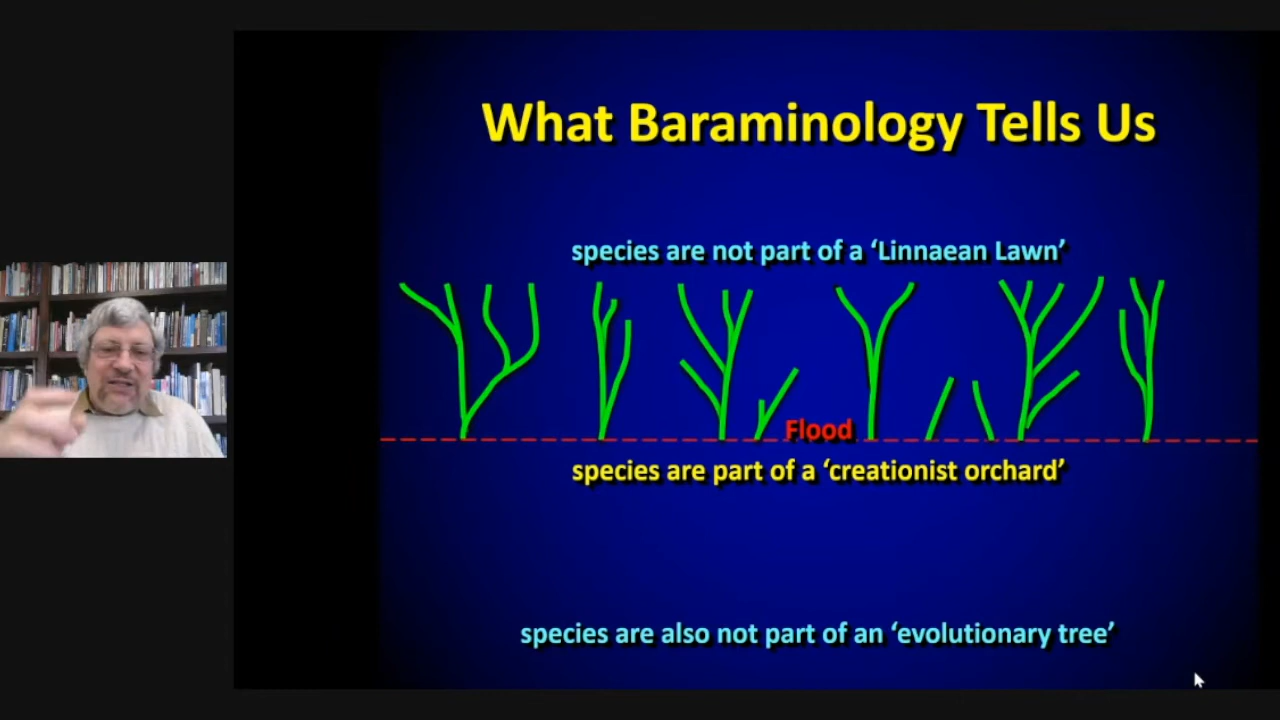 What Baraminology Tells Us
species are not part of a ‘Linnaean Lawn’
Flood
species are part of a ‘creationist orchard’
species are also not part of an ‘evolutionary tree’